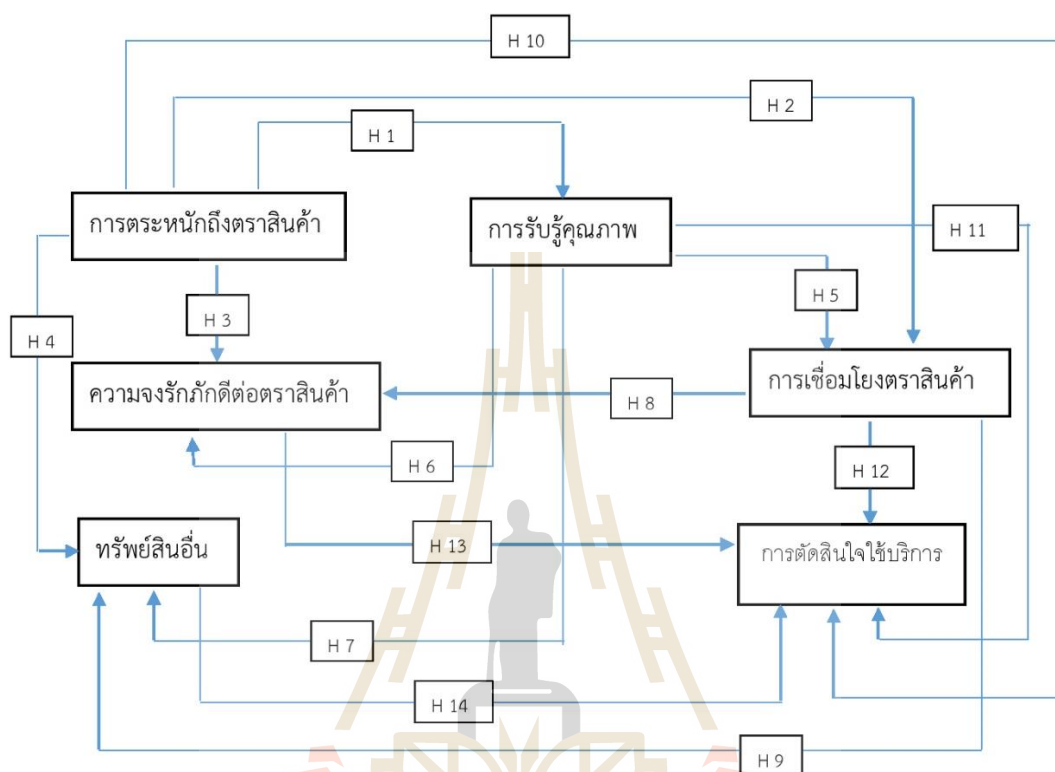 H 10
H 2
H 1
การตระหนักถึงตราสินค้า
การรับรู้คุณภาพ
H 11
H 5
H 3
H 4
ความจงรักภักดีต่อตราสินค้า
การเชื่อมโยงตราสินค้า
H 8
H 6
H 12
ทรัพย์สินอื่น
H 13
การตัดสินใจใช้บริการ
H 7
H 14
H 9